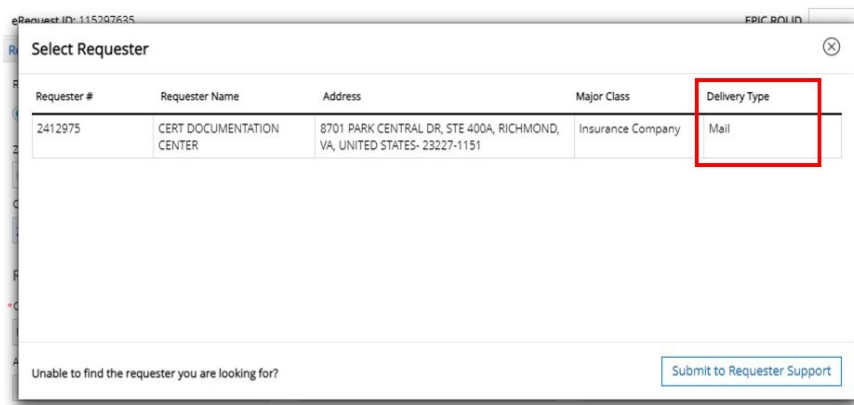 eRequest ID: 115297635
EPIC ROI ID
Select Requester
Requester # Requester Name Address Major Class Delivery Type
2412975 CERT DOCUMENTATION 8701 PARK CENTRAL DR, STE 400A, RICHMOND, Insurance Company Mail
CENTER VA, UNITED STATES- 23227-1151
Unable to find the requester you are looking for?
Submit to Requester Support